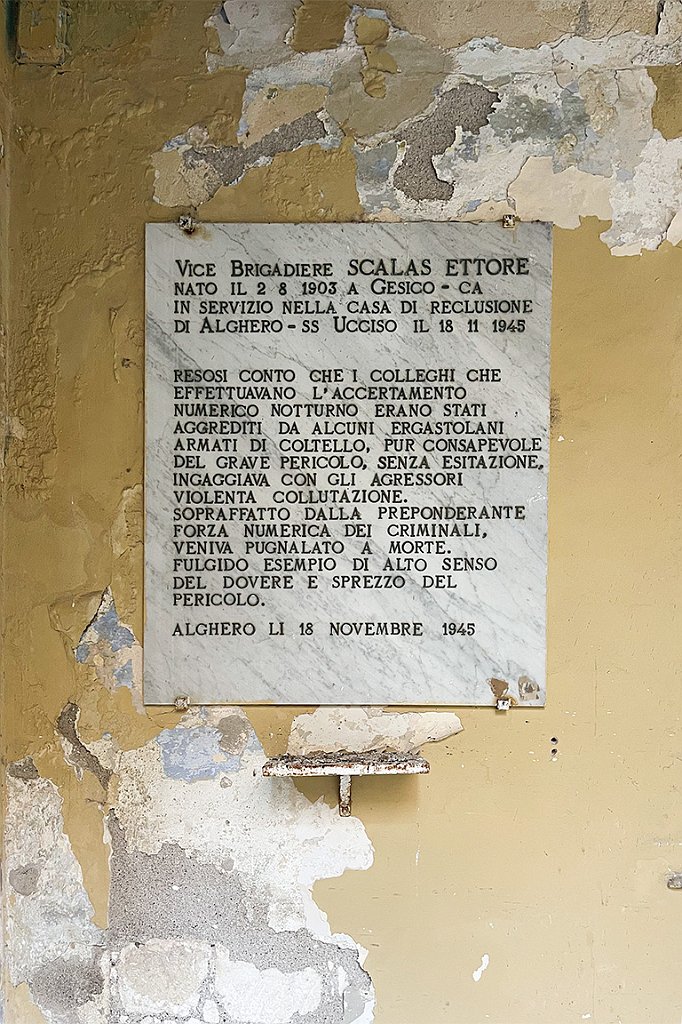 VICE BRIGADIERE SCALAS ETTORE
NATO IL 2 8 1903 A GESICO - CA
IN SERVIZIO NELLA CASA DI RECLUSIONE
DI ALGHERO - SS UCCISO IL 18 11 1945
RESOSI CONTO CHE I COLLEGHI CHE
EFFETTUAVANO L'ACCERTAMENTO
NUMERICO NOTTURNO ERANO STATI
AGGREDITI DA ALCUNI ERGASTOLANI
ARMATI DI COLTELLO, PUR CONSAPEVOLE
DEL GRAVE PERICOLO, SENZA ESITAZIONE,
INGAGGIAVA CON GLI AGRESSORI
VIOLENTA COLLUTAZIONE.
SOPRAFFATTO DALLA PREPONDERANTE
FORZA NUMERICA DEI CRIMINALI,
VENIVA PUGNALATO A MORTE.
FULGIDO ESEMPIO DI ALTO SENSO
DEL DOVERE E SPREZZO DEL
PERICOLO.
ALGHERO LI 18 NOVEMBRE 1945